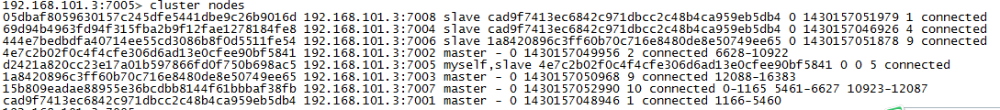 192.168.101.3:7005> cluster nodes
05dbaf8059630157c245dfe5441dbe9c26b9016d 192.168.101.3:7008 slave cad9f7413ec6842c971dbcc2c48b4ca959eb5db4 0 1430157051979 1 connected
69d94b4963fd94f315fba2b9f12fae1278184fe8 192.168.101.3:7004 slave cad9f7413ec6842c971dbcc2c48b4ca959eb5db4 0 1430157046926 4 connected
444e7bedbdfa40714ee55cd3086b8f0d5511fe54 192.168.101.3:7006 slave 1a8420896c3ff60b70c716e8480de8e50749ee65 0 1430157051878 9 connected
4e7c2b02f0c4f4cfe306d6ad13e0cfee90bf5841 192.168.101.3:7002 master - 0 1430157049956 2 connected 6628-10922
d2421a820cc23e17a01b597866fd0f750b698ac5 192.168.101.3:7005 myself,slave 4e7c2b02f0c4f4cfe306d6ad13e0cfee90bf5841 0 0 5 connected
1a8420896c3ff60b70c716e8480de8e50749ee65 192.168.101.3:7003 master - 0 1430157050968 9 connected 12088-16383
15b809eadae88955e36bcdbb8144f61bbbaf38fb 192.168.101.3:7007 master - 0 1430157052990 10 connected 0-1165 5461-6627 10923-12087
cad9f7413ec6842c971dbcc2c48b4ca959eb5db4 192.168.101.3:7001 master - 0 1430157048946 1 connected 1166-5460